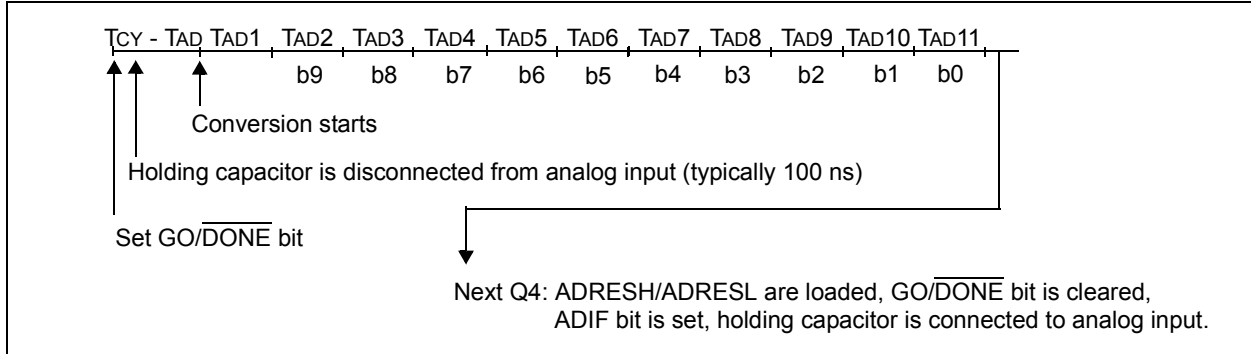 TCY - TAD TAD1 TAD2 TAD3 TAD4 TAD5 TAD6 TAD7 TAD8 TAD9 TAD10 TAD11
b9 b8 b7 b6 b5 b4 b3 b2 b1 b0
Conversion starts
Holding capacitor is disconnected from analog input (typically 100 ns)
Set GO/DONE bit
Next Q4: ADRESH/ADRESL are loaded, GO/DONE bit is cleared,
ADIF bit is set, holding capacitor is connected to analog input.